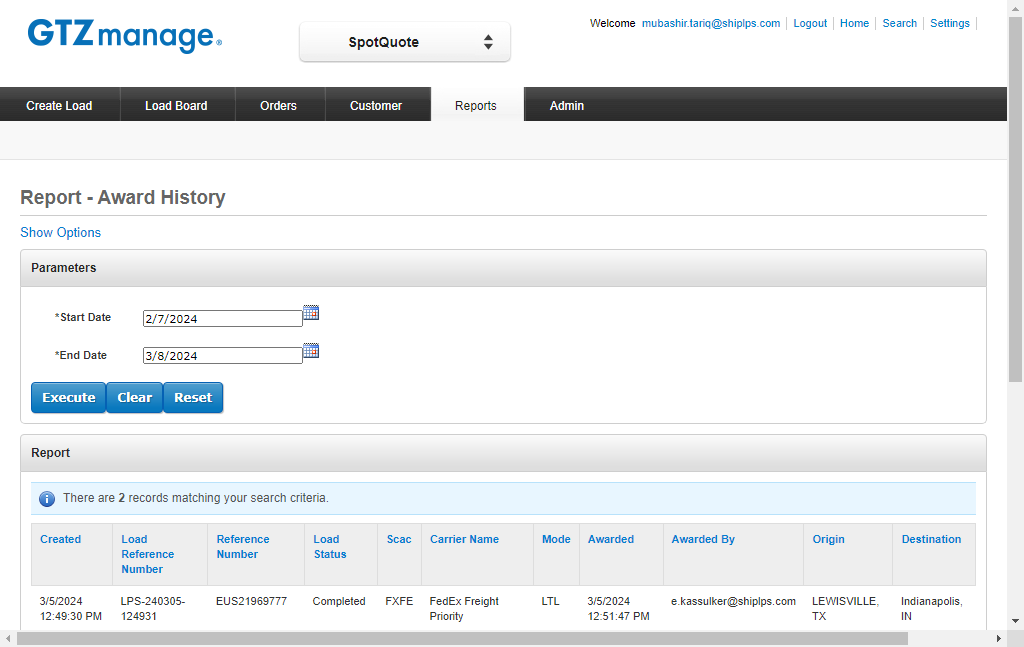 GTZmanage®
SpotQuote
Welcome mubashir.tariq@shiplps.com Logout Home Search Settings
Create Load Load Board Orders Customer Reports Admin
Report - Award History
Show Options
Parameters
*Start Date 2/7/2024
*End Date 3/8/2024
Execute Clear Reset
Report
There are 2 records matching your search criteria.
Created Load Reference Scac Carrier Name Mode Awarded Awarded By Origin Destination
Reference Number Load Status
Number
3/5/2024 LPS-240305- EUS21969777 Completed FXFE FedEx Freight LTL 3/5/2024 e.kassulker@shiplps.com LEWISVILLE, Indianapolis,
12:49:30 PM 124931 Priority 12:51:47 PM TX IN